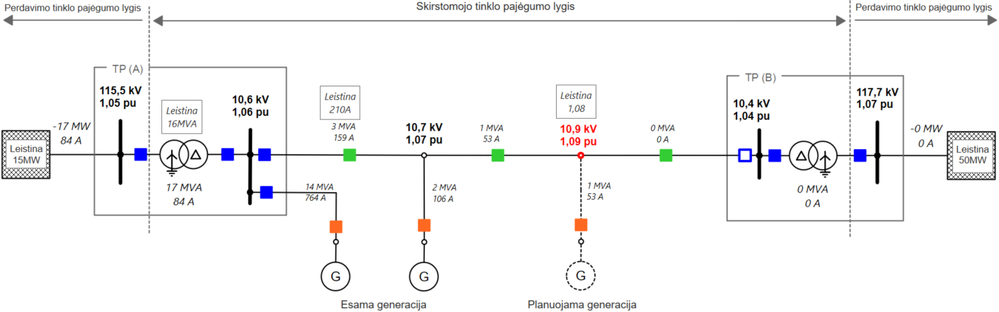 Perdavimo tinklo pajėgumo lygis
Skirstomojo tinklo pajėgumo lygis
Perdavimo tinklo pajėgumo lygis
TP (A)
115,5 kV
1,05 pu
Leistina
16MVA
10,6 kV
1,06 pu
-17 MW
84 A
Leistina
15MW
17 MVA
84 A
Leistina
210A
3 MVA
159 A
14 MVA
764 A
10,7 kV
1,07 pu
2 MVA
106 A
1 MVA
53 A
Leistina
1,08
10,9 kV
1,09 pu
1 MVA
53 A
0 MVA
0 A
TP (B)
10,4 kV
1,04 pu
117,7 kV
1,07 pu
0 MVA
0 A
-0 MW
0 A
Leistina
50MW
G
G
G
Esama generacija
Planuojama generacija